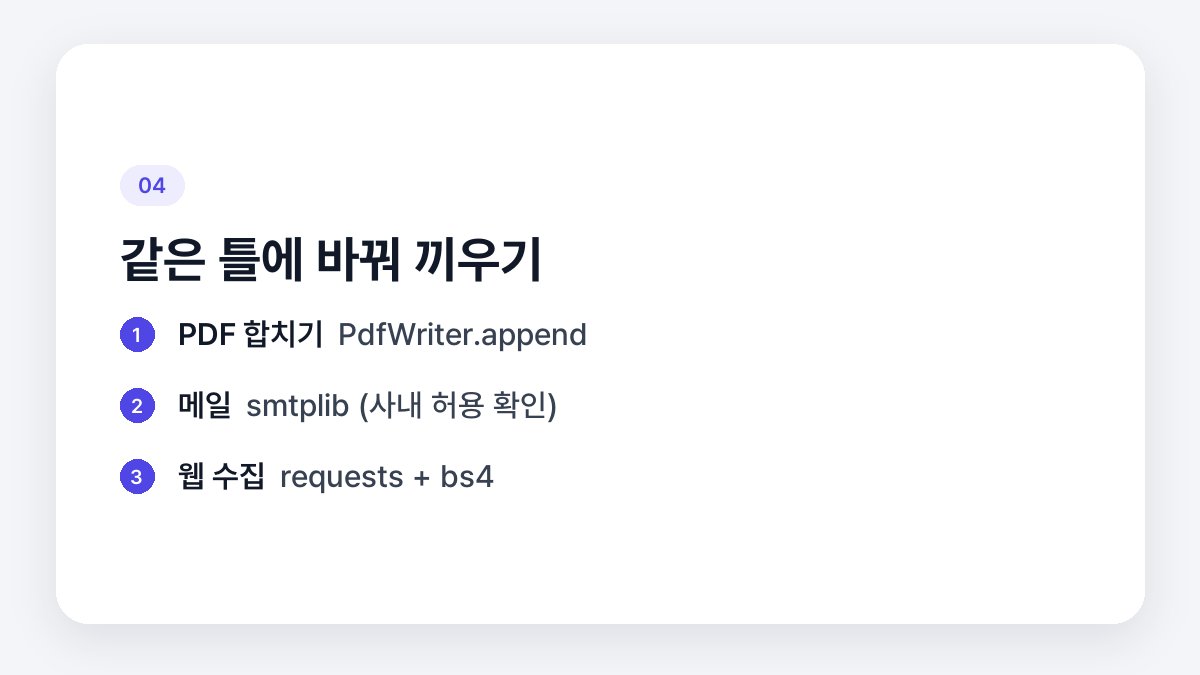 04
같은 틀에 바꿔 끼우기
1 PDF 합치기 PdfWriter.append
2 메일 smtplib (사내 허용 확인)
3 웹 수집 requests + bs4